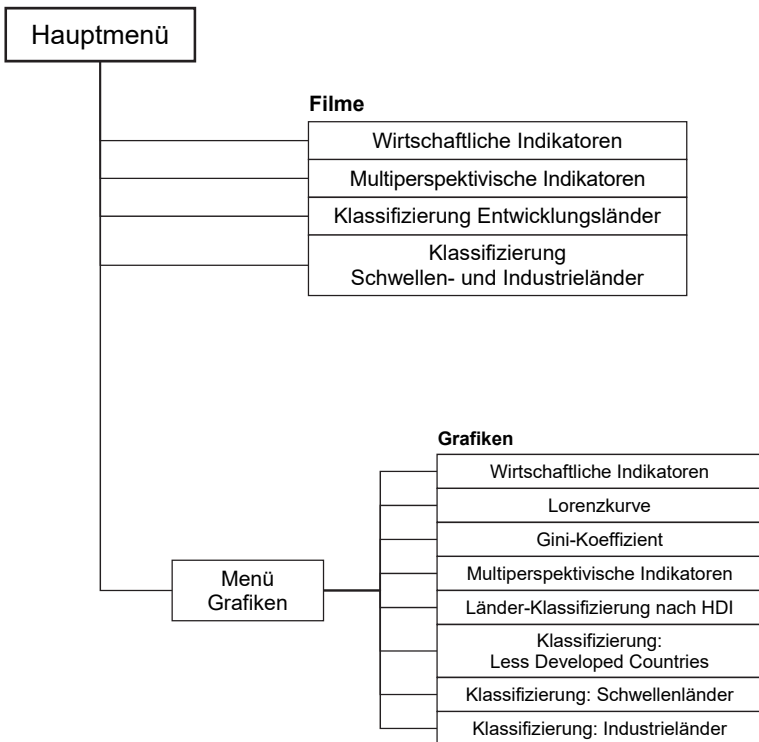 Hauptmenü
Filme
Wirtschaftliche Indikatoren
Multiperspektivische Indikatoren
Klassifizierung Entwicklungsländer
Klassifizierung
Schwellen- und Industrieländer
Grafiken
Wirtschaftliche Indikatoren
Lorenzkurve
Gini-Koeffizient
Menü
Grafiken
Multiperspektivische Indikatoren
Länder-Klassifizierung nach HDI
Klassifizierung:
Less Developed Countries
Klassifizierung: Schwellenländer
Klassifizierung: Industrieländer